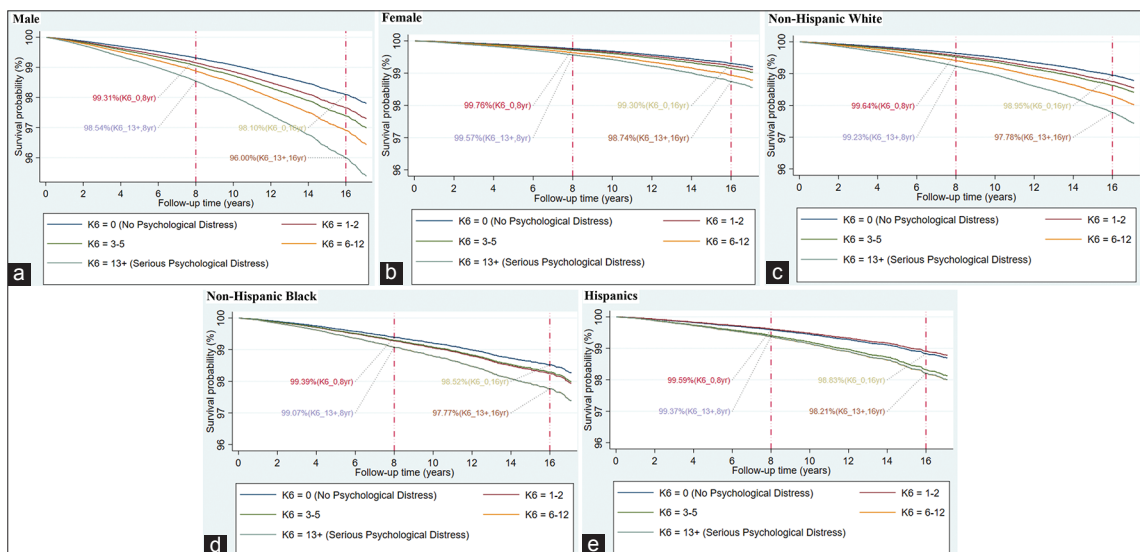 Male
Survival probability (%)
100
99
98
97
96
99.31%(K6_0,8yr)
98.54%(K6_13+,8yr)
98.10%(K6_0,16yr)
96.00%(K6_13+,16yr)
0 2 4 6 8 10 12 14 16
Follow-up time (years)
K6 = 0 (No Psychological Distress)
K6 = 1-2
K6 = 3-5
K6 = 6-12
K6 = 13+ (Serious Psychological Distress)
a
Female
Survival probability (%)
100
99
98
97
96
99.76%(K6_0,8yr)
99.30%(K6_0,16yr)
99.57%(K6_13+,8yr)
98.74%(K6_13+,16yr)
0 2 4 6 8 10 12 14 16
Follow-up time (years)
K6 = 0 (No Psychological Distress)
K6 = 1-2
K6 = 3-5
K6 = 6-12
K6 = 13+ (Serious Psychological Distress)
b
Non-Hispanic White
Survival probability (%)
100
99
98
97
96
99.64%(K6_0,8yr)
98.95%(K6_0,16yr)
99.23%(K6_13+,8yr)
97.78%(K6_13+,16yr)
0 2 4 6 8 10 12 14 16
Follow-up time (years)
K6 = 0 (No Psychological Distress)
K6 = 1-2
K6 = 3-5
K6 = 6-12
K6 = 13+ (Serious Psychological Distress)
c
Non-Hispanic Black
Survival probability (%)
100
99
98
97
96
99.39%(K6_0,8yr)
98.52%(K6_0,16yr)
99.07%(K6_13+,8yr)
97.77%(K6_13+,16yr)
0 2 4 6 8 10 12 14 16
Follow-up time (years)
K6 = 0 (No Psychological Distress)
K6 = 1-2
K6 = 3-5
K6 = 6-12
K6 = 13+ (Serious Psychological Distress)
d
Hispanics
Survival probability (%)
100
99
98
97
96
99.59%(K6_0,8yr)
98.83%(K6_0,16yr)
99.37%(K6_13+,8yr)
98.21%(K6_13+,16yr)
0 2 4 6 8 10 12 14 16
Follow-up time (years)
K6 = 0 (No Psychological Distress)
K6 = 1-2
K6 = 3-5
K6 = 6-12
K6 = 13+ (Serious Psychological Distress)
e